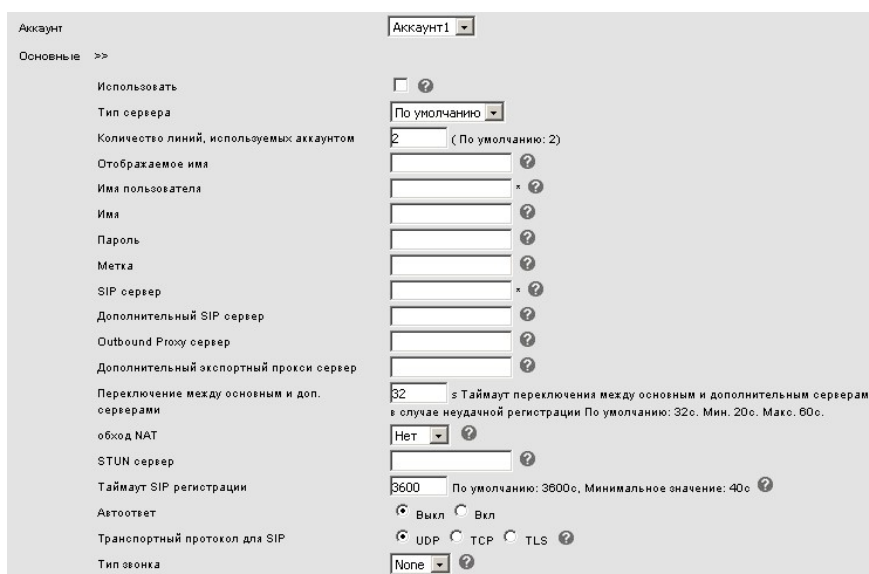 Аккаунт Аккаунт1
Основные >>
Использовать
Тип сервера По умолчанию
Количество линий, используемых аккаунтом 2 ( По умолчанию: 2)
Отображаемое имя
Имя пользователя *
Имя
Пароль
Метка
SIP сервер *
Дополнительный SIP сервер
Outbound Proxy сервер
Дополнительный экспортный прокси сервер
Переключение между основным и доп. 32 s Таймаут переключения между основным и дополнительным серверам
серверами в случае неудачной регистрации По умолчанию: 32с. Мин. 20с. Макс. 60с.
обход NAT Нет
STUN сервер
Таймаут SIP регистрации 3600 По умолчанию: 3600с, Минимальное значение: 40с
Автоответ Выкл Вкл
Транспортный протокол для SIP UDP TCP TLS
Тип звонка None